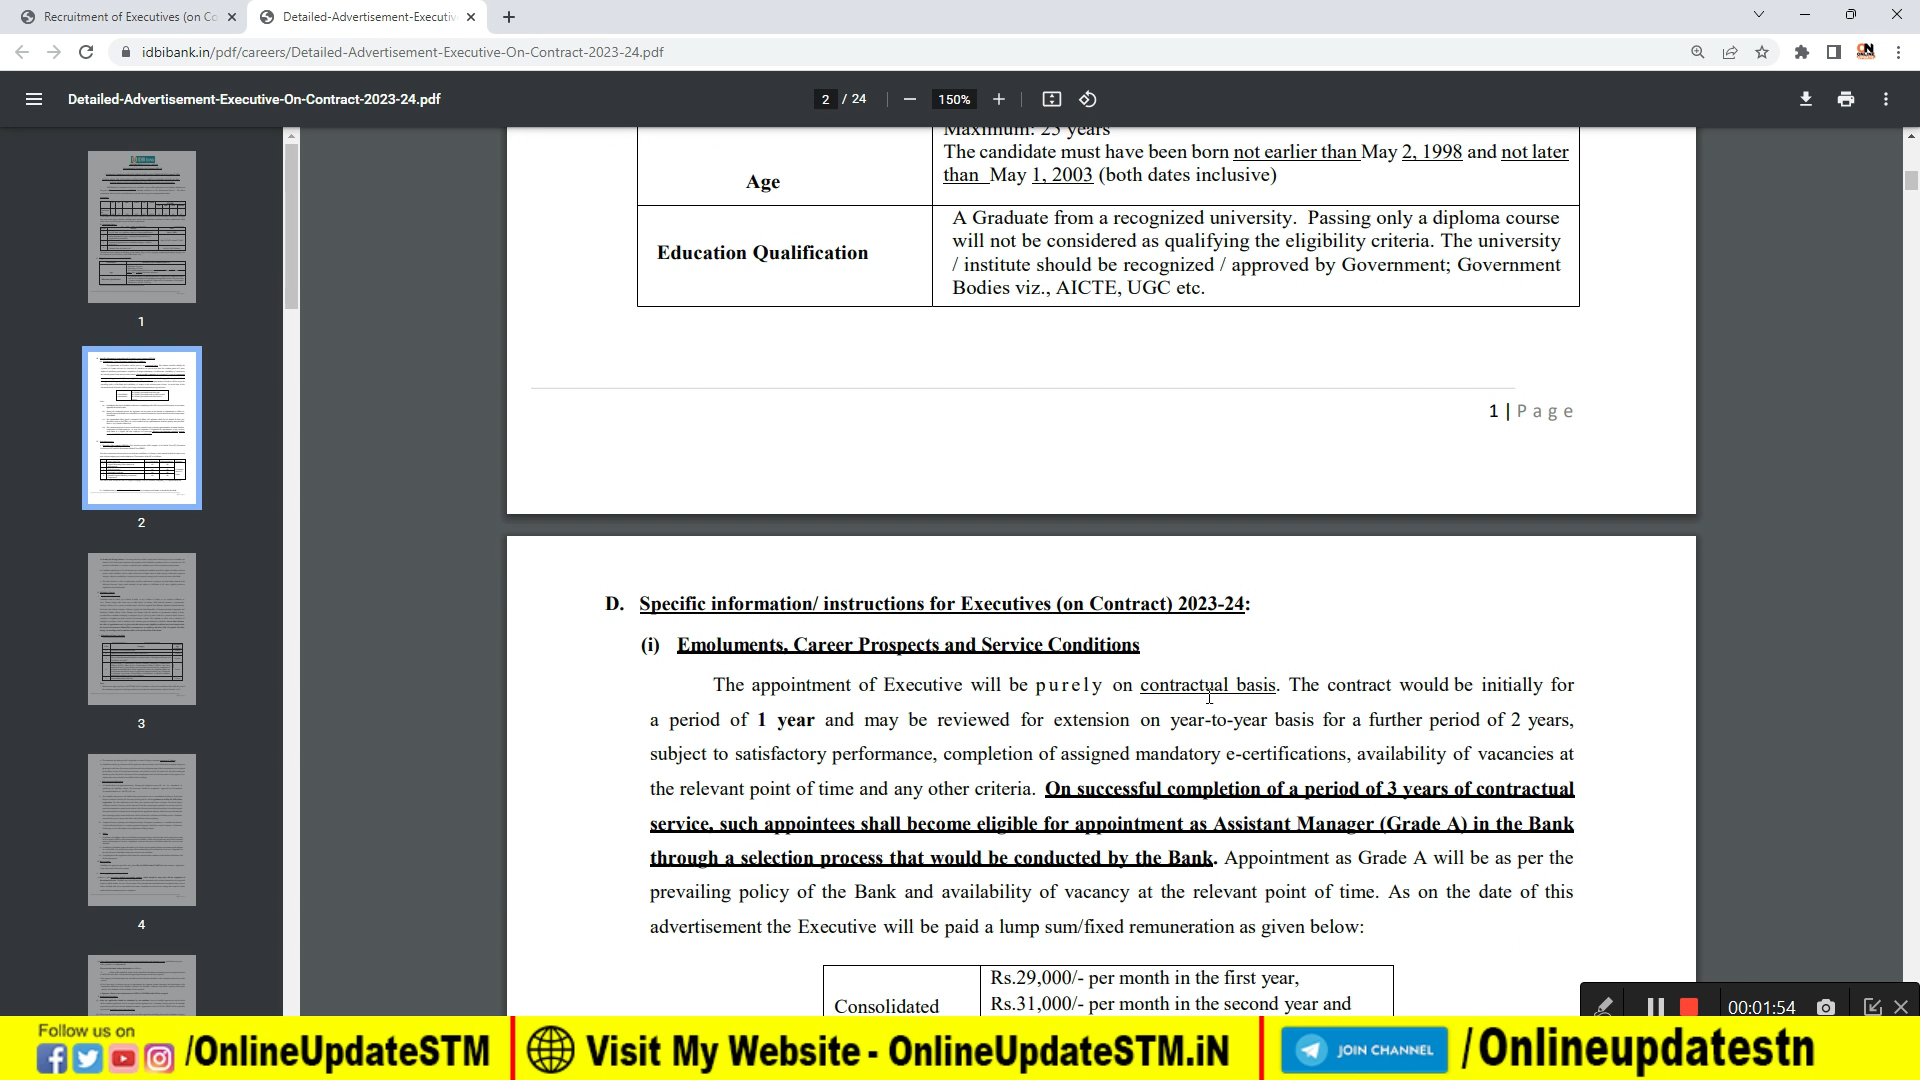 Recruitment of Executives (on Co
Detailed-Advertisement-Executiv
idbibank.in/pdf/careers/Detailed-Advertisement-Executive-On-Contract-2023-24.pdf
Detailed-Advertisement-Executive-On-Contract-2023-24.pdf
2 / 24
150%
1
2
3
4
Maximum: 25 years
The candidate must have been born not earlier than May 2, 1998 and not later
than May 1, 2003 (both dates inclusive)
Age
Education Qualification
A Graduate from a recognized university. Passing only a diploma course
will not be considered as qualifying the eligibility criteria. The university
/ institute should be recognized / approved by Government; Government
Bodies viz., AICTE, UGC etc.
1 | Page
D. Specific information/ instructions for Executives (on Contract) 2023-24:
(i) Emoluments, Career Prospects and Service Conditions
The appointment of Executive will be purely on contractual basis. The contract would be initially for
a period of 1 year and may be reviewed for extension on year-to-year basis for a further period of 2 years,
subject to satisfactory performance, completion of assigned mandatory e-certifications, availability of vacancies at
the relevant point of time and any other criteria. On successful completion of a period of 3 years of contractual
service, such appointees shall become eligible for appointment as Assistant Manager (Grade A) in the Bank
through a selection process that would be conducted by the Bank. Appointment as Grade A will be as per the
prevailing policy of the Bank and availability of vacancy at the relevant point of time. As on the date of this
advertisement the Executive will be paid a lump sum/fixed remuneration as given below:
Consolidated
Rs.29,000/- per month in the first year,
Rs.31,000/- per month in the second year and
00:01:54
Follow us on
/OnlineUpdateSTM
Visit My Website - OnlineUpdateSTM.iN
JOIN CHANNEL
/Onlineupdatestn